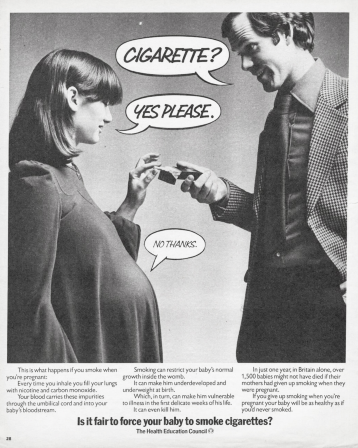 CIGARETTE?
YES PLEASE.
NO THANKS.
This is what happens if you smoke when
you're pregnant:
Every time you inhale you fill your lungs
with nicotine and carbon monoxide.
Your blood carries these impurities
through the umbilical cord and into your
baby's bloodstream.
Smoking can restrict your baby's normal
growth inside the womb.
It can make him underdeveloped and
underweight at birth.
Which, in turn, can make him vulnerable
to illness in the first delicate weeks of his life.
It can even kill him.
In just one year, in Britain alone, over
1,500 babies might not have died if their
mothers had given up smoking when they
were pregnant.
If you give up smoking when you're
pregnant your baby will be as healthy as if
you'd never smoked.
Is it fair to force your baby to smoke cigarettes?
The Health Education Council
26